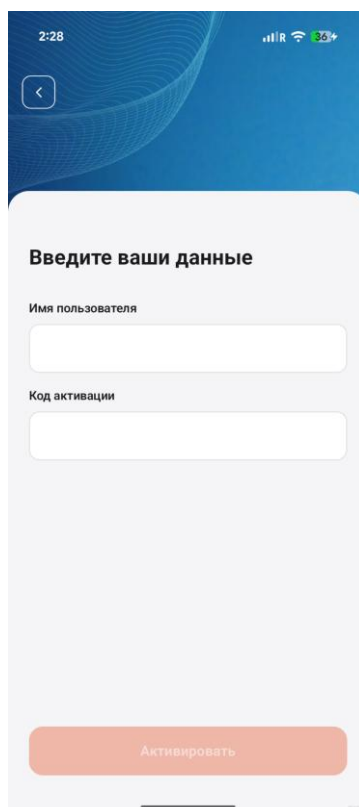 2:28
R
36
Введите ваши данные
Имя пользователя
Код активации
Активировать